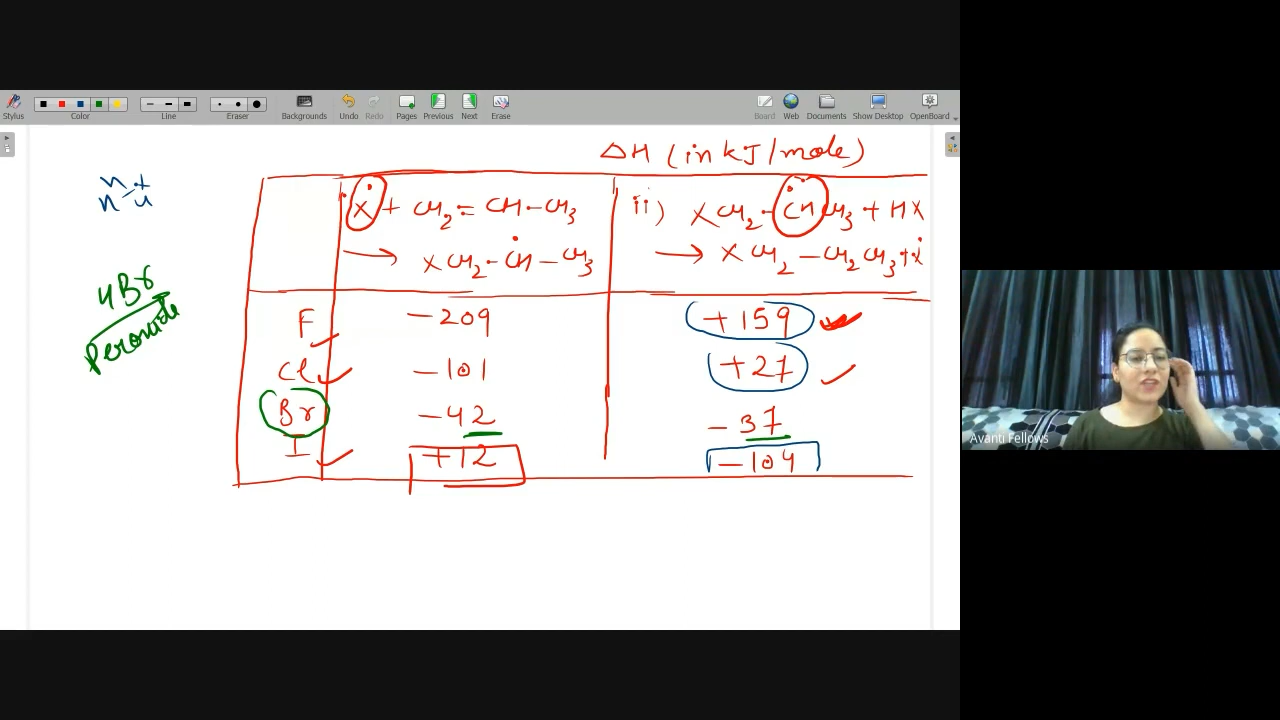 Stylus
Color
Line
Eraser
Backgrounds
Undo
Redo
Pages
Previous
Next
Erase
Board
Web
Documents
Show Desktop
OpenBoard
ΔH (in kJ/mole)
Ẋ + CH2 = CH-CH3
→ XCH2-ĊH-CH3
ii) XCH2-ĊHCH3 + HX
→ XCH2-CH2CH3+Ẋ
F -209 +159
Cl -101 +27
Br -42 -37
I +12 -104
HBr
Peroxide
Avanti Fellows